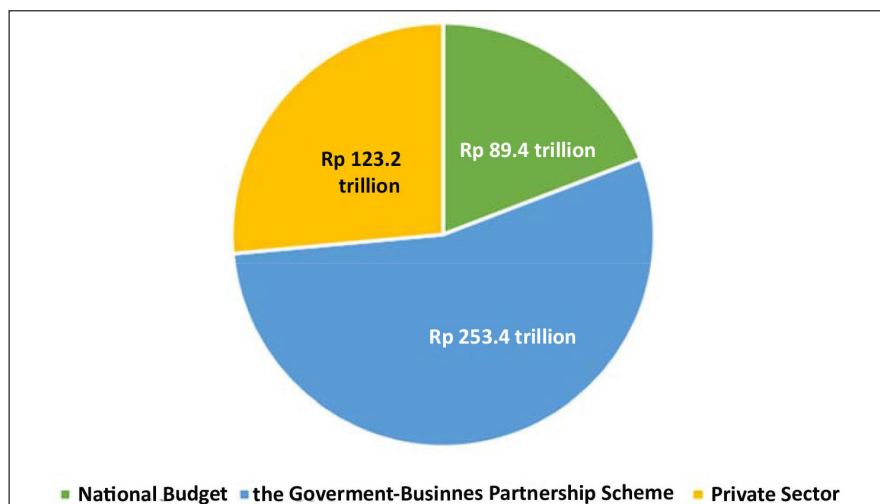 Rp 89.4 trillion
Rp 123.2
trillion
Rp 253.4 trillion
National Budget the Goverment-Businnes Partnership Scheme Private Sector